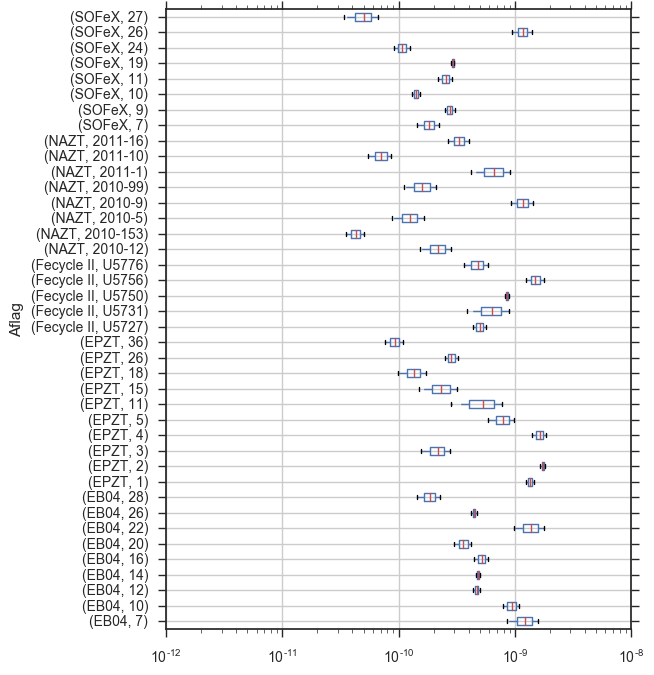 (SOFeX, 27)
(SOFeX, 26)
(SOFeX, 24)
(SOFeX, 19)
(SOFeX, 11)
(SOFeX, 10)
(SOFeX, 9)
(SOFeX, 7)
(NAZT, 2011-16)
(NAZT, 2011-10)
(NAZT, 2011-1)
(NAZT, 2010-99)
(NAZT, 2010-9)
(NAZT, 2010-5)
(NAZT, 2010-153)
(NAZT, 2010-12)
(Fecycle II, U5776)
(Fecycle II, U5756)
(Fecycle II, U5750)
(Fecycle II, U5731)
(Fecycle II, U5727)
(EPZT, 36)
(EPZT, 26)
(EPZT, 18)
(EPZT, 15)
(EPZT, 11)
(EPZT, 5)
(EPZT, 4)
(EPZT, 3)
(EPZT, 2)
(EPZT, 1)
(EB04, 28)
(EB04, 26)
(EB04, 22)
(EB04, 20)
(EB04, 16)
(EB04, 14)
(EB04, 12)
(EB04, 10)
(EB04, 7)
Aflag
10⁻¹² 10⁻¹¹ 10⁻¹⁰ 10⁻⁹ 10⁻⁸